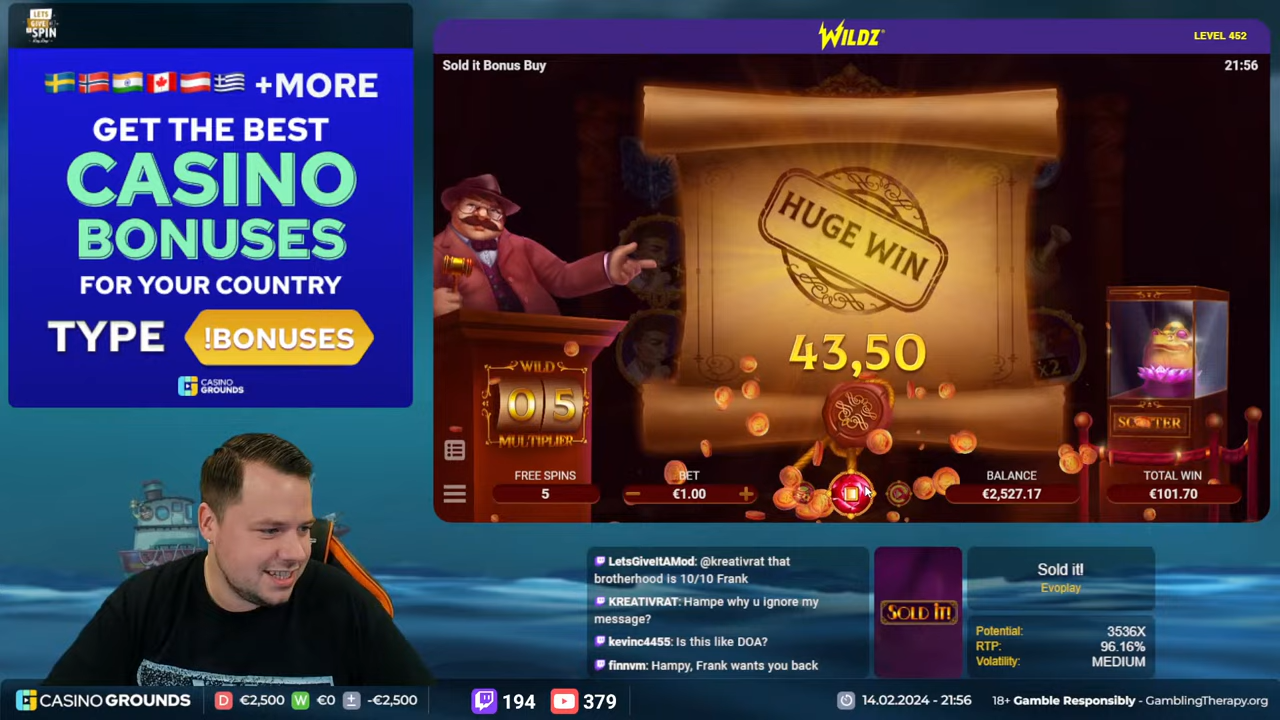 LETS
GIVE IT
SPIN
+MORE
GET THE BEST
CASINO
BONUSES
FOR YOUR COUNTRY
TYPE !BONUSES
CASINO
GROUNDS
WILDZ
LEVEL 452
Sold it Bonus Buy
21:56
HUGE WIN
43,50
WILD
05
MULTIPLIER
x2
SCATTER
FREE SPINS
5
BET
€1.00
BALANCE
€2,527.17
TOTAL WIN
€101.70
LetsGiveItAMod: @kreativrat that
brotherhood is 10/10 Frank
KREATIVRAT: Hampe why u ignore my
message?
kevinc4455: Is this like DOA?
finnvm: Hampy, Frank wants you back
SOLD IT!
Sold it!
Evoplay
Potential: 3536X
RTP: 96.16%
Volatility: MEDIUM
CASINOGROUNDS D €2,500 W €0 ± -€2,500 194 379 14.02.2024 - 21:56 18+ Gamble Responsibly - GamblingTherapy.org